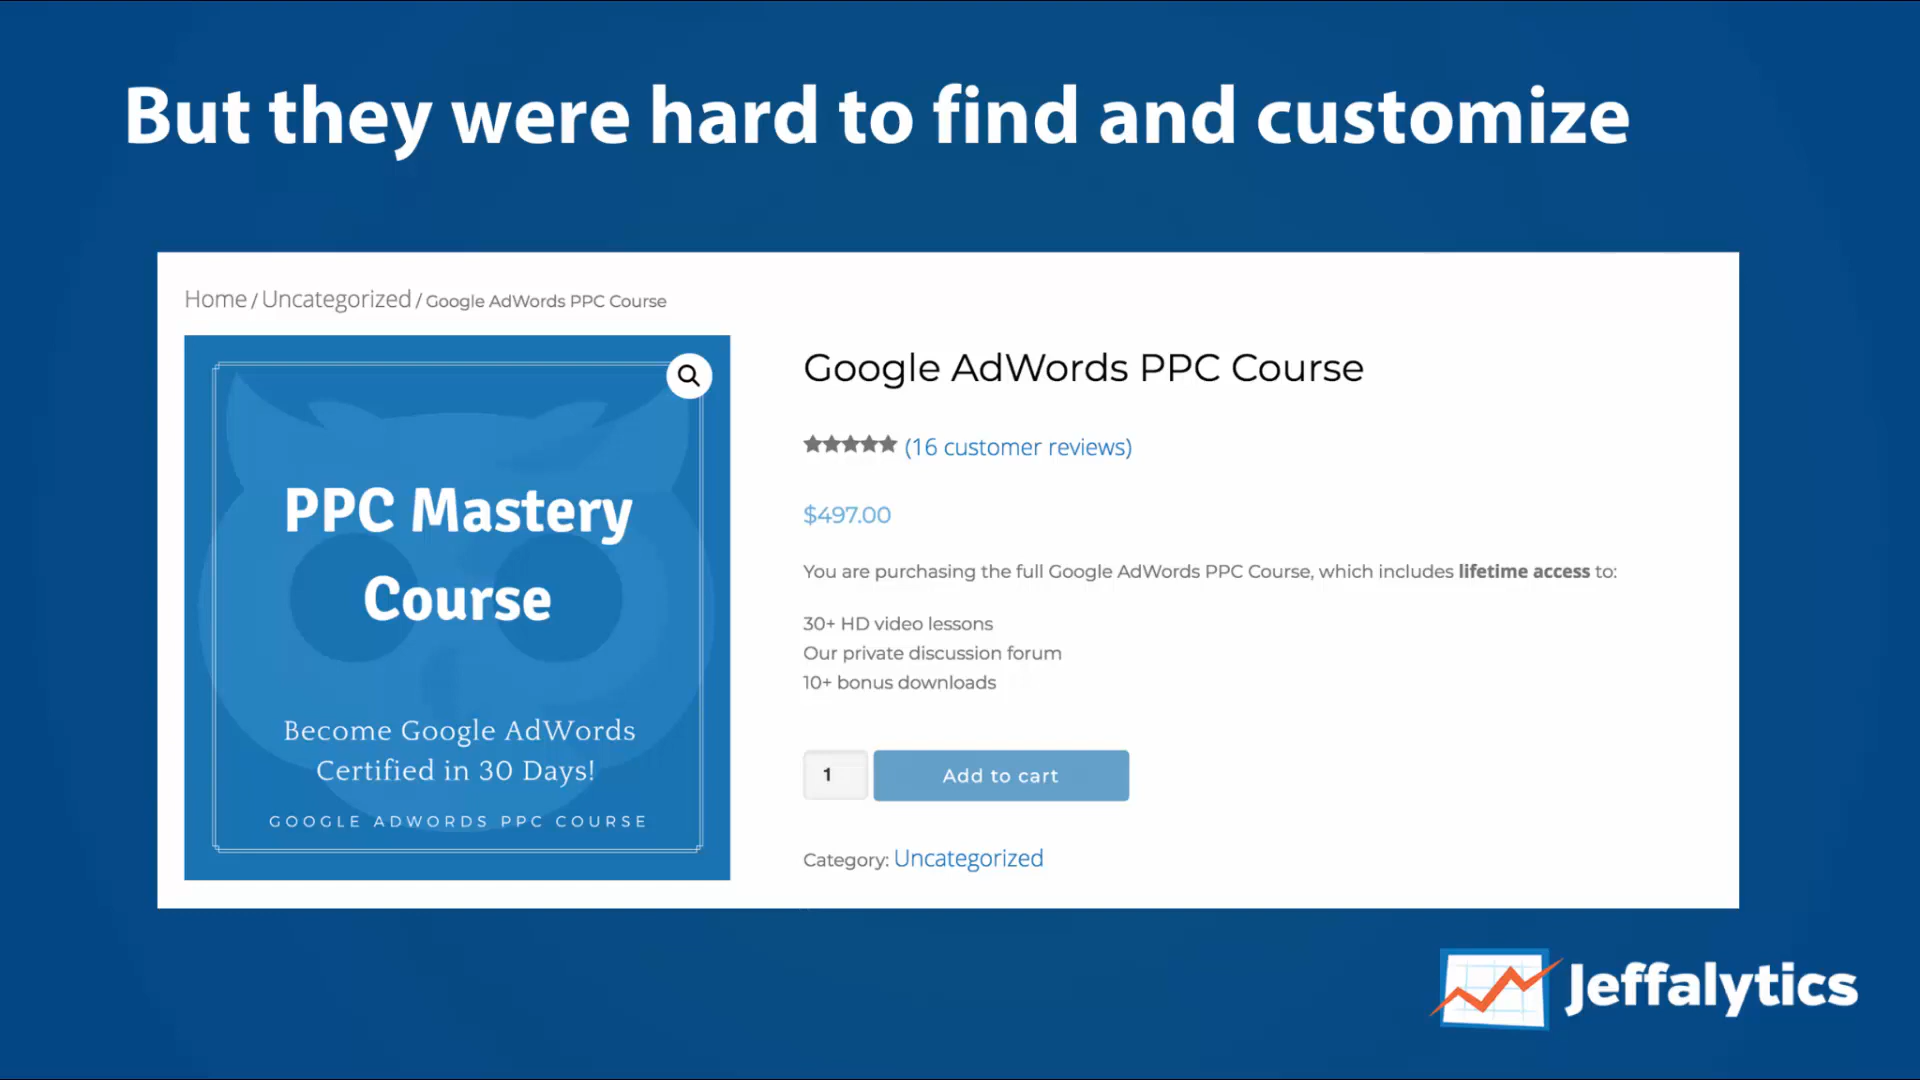 But they were hard to find and customize
Home / Uncategorized / Google AdWords PPC Course
PPC Mastery
Course
Become Google AdWords
Certified in 30 Days!
GOOGLE ADWORDS PPC COURSE
Google AdWords PPC Course
(16 customer reviews)
$497.00
You are purchasing the full Google AdWords PPC Course, which includes lifetime access to:
30+ HD video lessons
Our private discussion forum
10+ bonus downloads
1 Add to cart
Category: Uncategorized
Jeffalytics